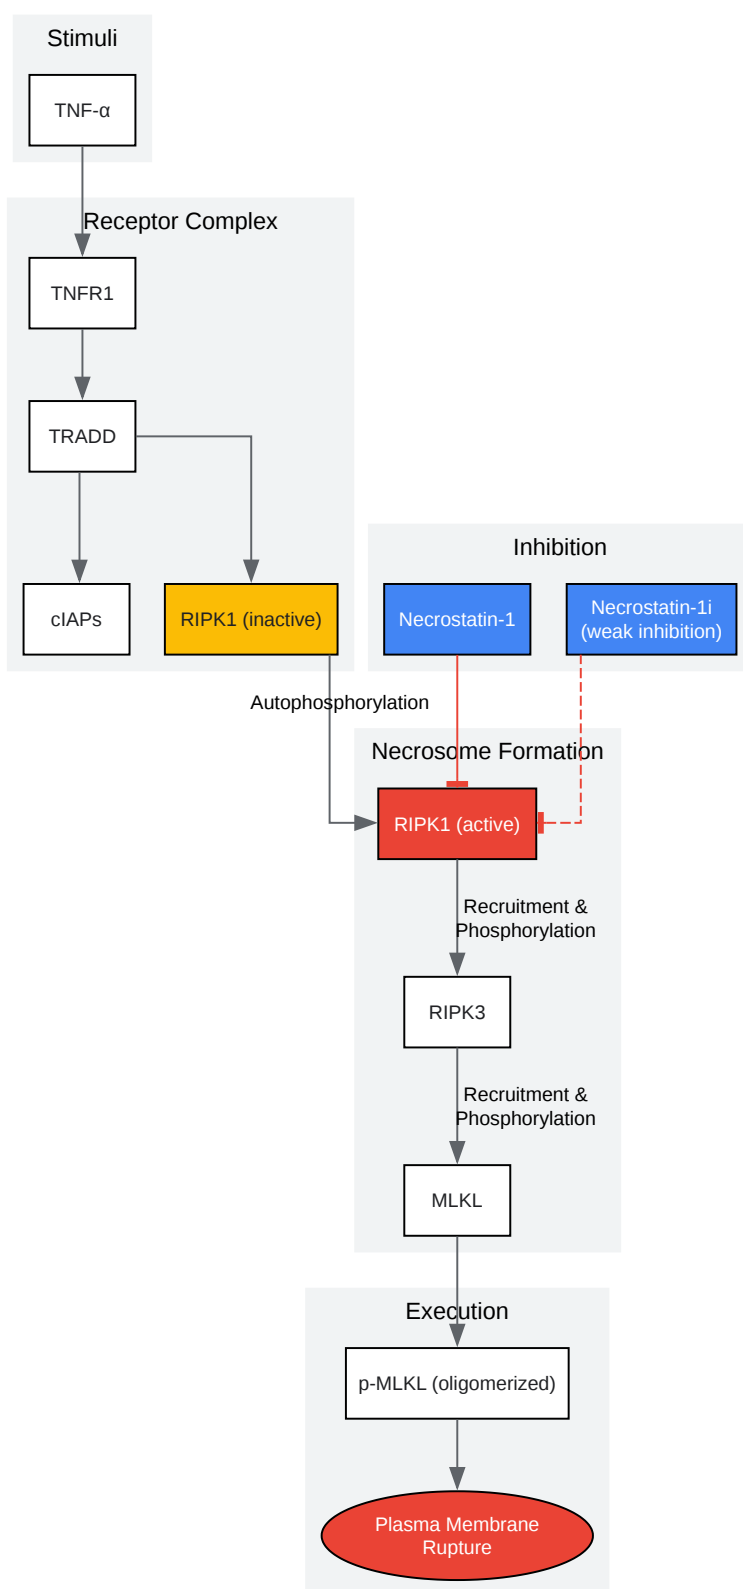 Stimuli
TNF-α
Receptor Complex
TNFR1
TRADD
cIAPs
RIPK1 (inactive)
Inhibition
Necrostatin-1
Necrostatin-1i
(weak inhibition)
Autophosphorylation
Necrosome Formation
RIPK1 (active)
Recruitment &
Phosphorylation
RIPK3
Recruitment &
Phosphorylation
MLKL
Execution
p-MLKL (oligomerized)
Plasma Membrane
Rupture